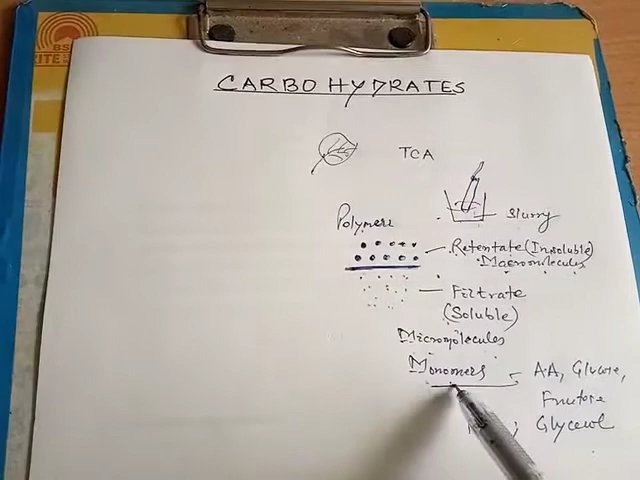 CARBOHYDRATES
TCA
Slurry
Polymers
Retentate (Insoluble)
Macromolecules
Filtrate
(Soluble)
Micromolecules
Monomers - AA, Glucose,
Fructose
; Glycerol